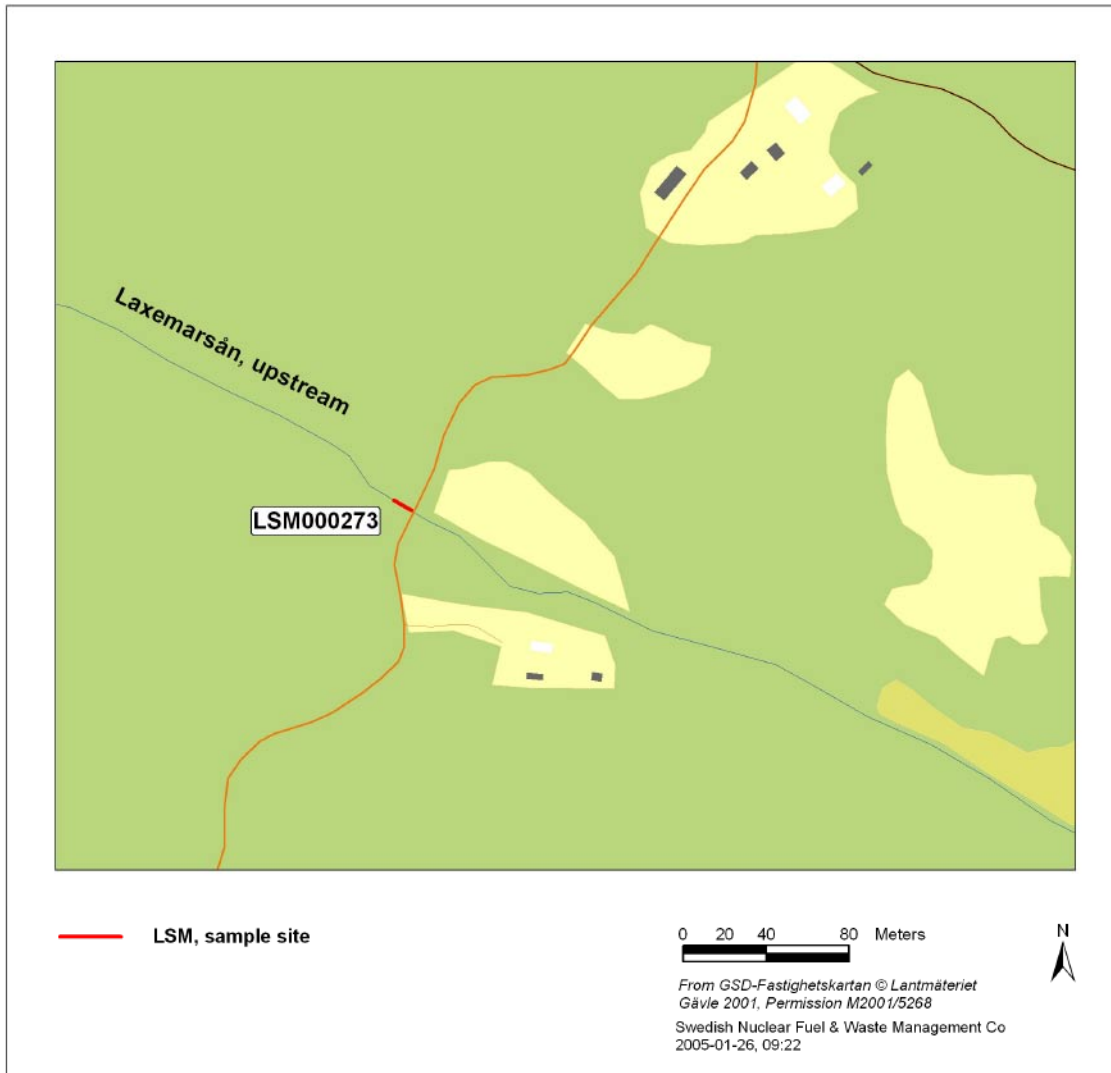 Laxemarsån, upstream
LSM000273
LSM, sample site
0 20 40 80 Meters
N
From GSD-Fastighetskartan © Lantmäteriet
Gävle 2001, Permission M2001/5268
Swedish Nuclear Fuel & Waste Management Co
2005-01-26, 09:22